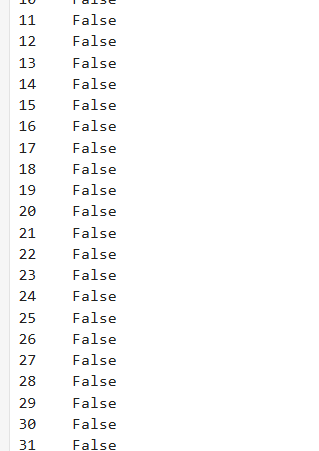 10    False
11    False
12    False
13    False
14    False
15    False
16    False
17    False
18    False
19    False
20    False
21    False
22    False
23    False
24    False
25    False
26    False
27    False
28    False
29    False
30    False
31    False